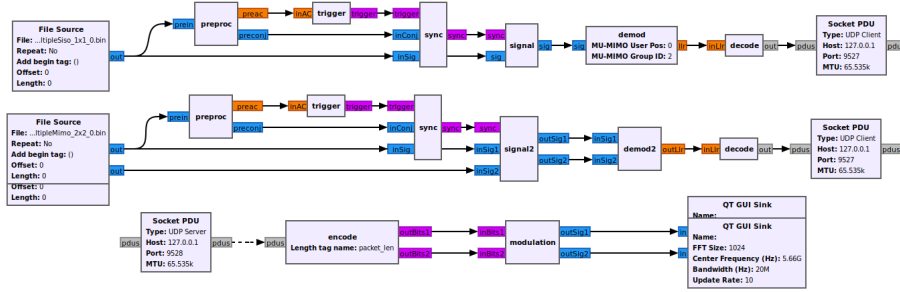 File Source
File: ...ltipleSiso_1x1_0.bin
Repeat: No
Add begin tag: ()
Offset: 0
Length: 0
out
prein
preproc
preac
preconj
inAC
trigger
trigger
trigger
inConj
inSig
sync
sync
sync
sig
signal
sig
sig
demod
MU-MIMO User Pos: 0
MU-MIMO Group ID: 2
inLlr
decode
out
pdus
Socket PDU
Type: UDP Client
Host: 127.0.0.1
Port: 9527
MTU: 65.535k
pdus
File Source
File: ...ltipleMimo_2x2_0.bin
Repeat: No
Add begin tag: ()
Offset: 0
Length: 0
Offset: 0
Length: 0
out
out
prein
preproc
preac
preconj
inAC
trigger
trigger
trigger
inConj
inSig
sync
sync
sync
inSig1
inSig2
signal2
outSig1
outSig2
inSig1
inSig2
demod2
outLlr
inLlr
decode
out
pdus
Socket PDU
Type: UDP Client
Host: 127.0.0.1
Port: 9527
MTU: 65.535k
pdus
pdus
Socket PDU
Type: UDP Server
Host: 127.0.0.1
Port: 9528
MTU: 65.535k
pdus
pdus
encode
Length tag name: packet_len
outBits1
outBits2
inBits1
inBits2
modulation
outSig1
outSig2
in
in
QT GUI Sink
Name:
QT GUI Sink
Name:
FFT Size: 1024
Center Frequency (Hz): 5.66G
Bandwidth (Hz): 20M
Update Rate: 10